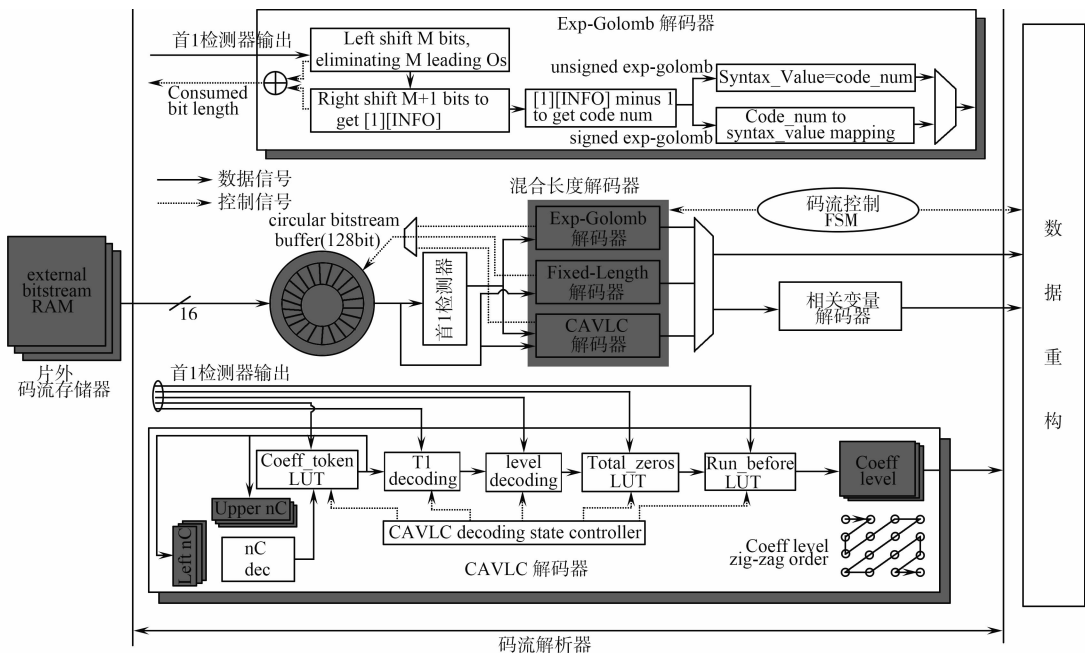 Exp-Golomb 解码器
首1检测器输出
Left shift M bits,
eliminating M leading Os
Consumed
bit length
Right shift M+1 bits to
get [1][INFO]
[1][INFO] minus 1
to get code num
unsigned exp-golomb
signed exp-golomb
Syntax_Value=code_num
Code_num to
syntax_value mapping
数据信号
控制信号
circular bitstream
buffer(128bit)
混合长度解码器
Exp-Golomb
解码器
Fixed-Length
解码器
CAVLC
解码器
码流控制
FSM
数据重构
external
bitstream
RAM
16
首1检测器
相关变量
解码器
片外
码流存储器
首1检测器输出
Coeff_token
LUT
T1
decoding
level
decoding
Total_zeros
LUT
Run_before
LUT
Coeff
level
Upper nC
Left nC
nC
dec
CAVLC decoding state controller
Coeff level
zig-zag order
CAVLC 解码器
码流解析器